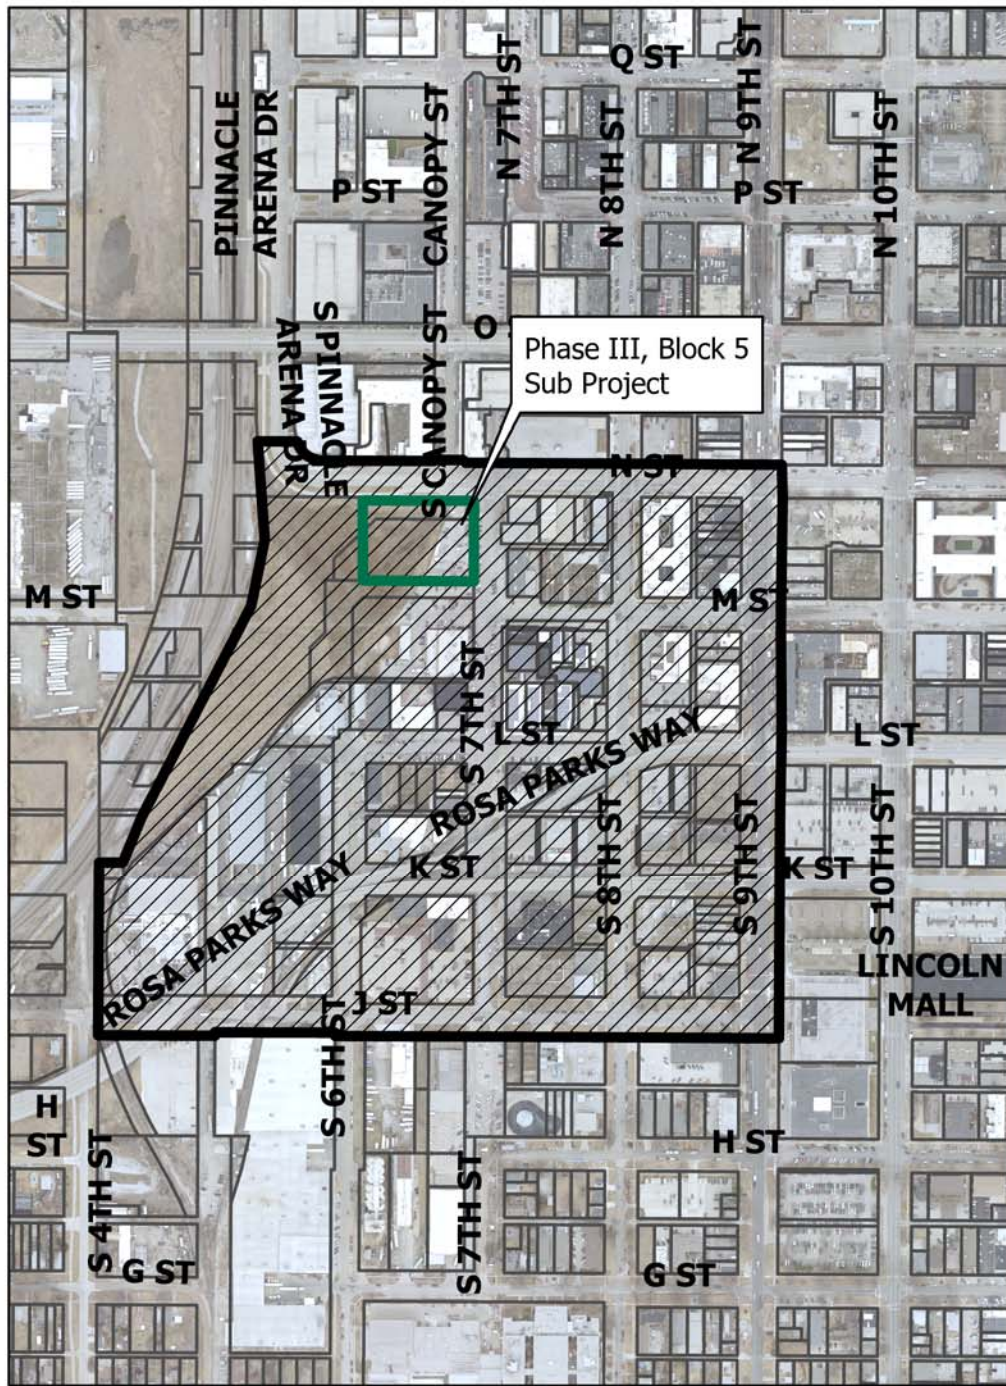 Q ST
N 7TH ST
N 9TH ST
PINNACLE
ARENA DR
CANOPY ST
N 8TH ST
N 10TH ST
P ST
P ST
S PINNACLE
ARENA DR
S CANOPY ST
O
Phase III, Block 5
Sub Project
N ST
M ST
M ST
S 7TH ST
L ST
L ST
ROSA PARKS WAY
S 8TH ST
S 9TH ST
S 10TH ST
K ST
K ST
ROSA PARKS WAY
LINCOLN
MALL
J ST
S 6TH ST
H
ST
H ST
S 4TH ST
S 7TH ST
G ST
G ST